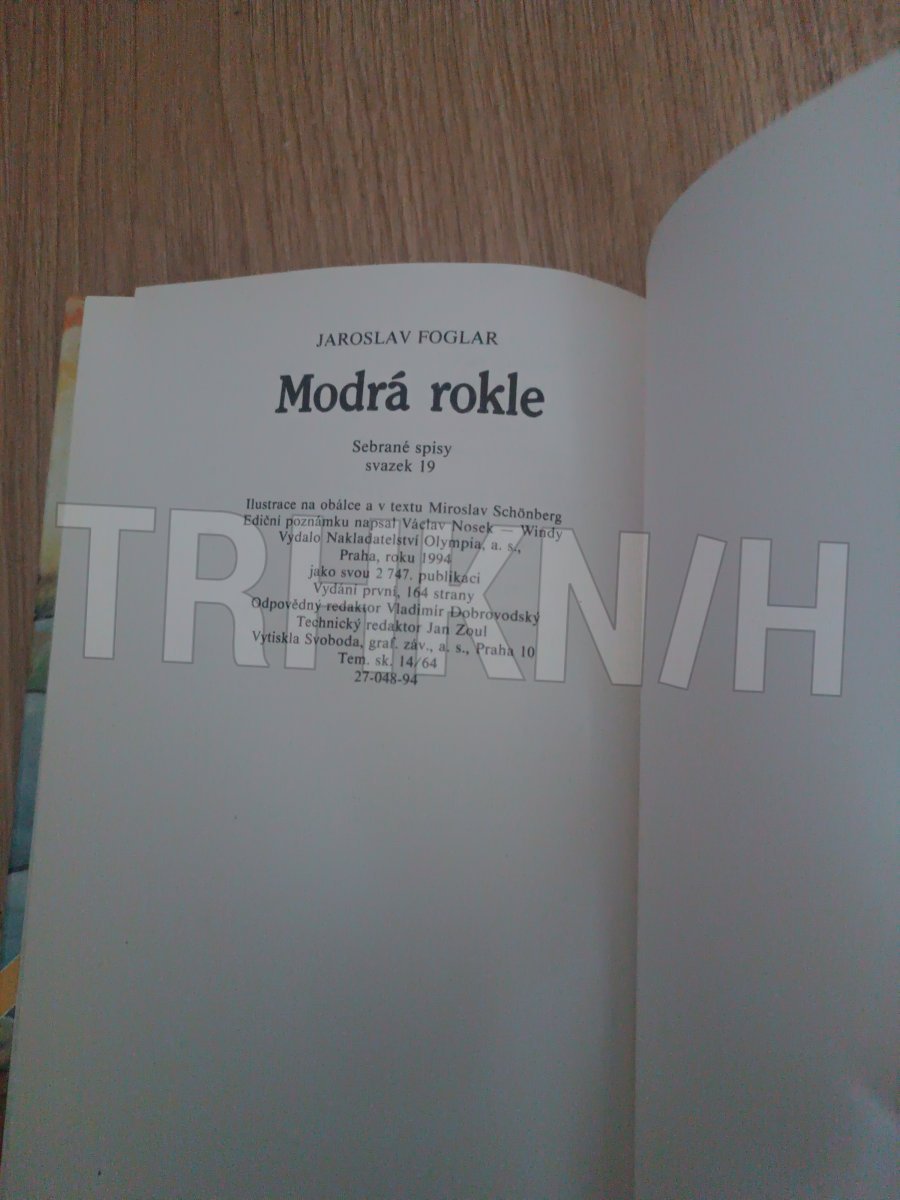 JAROSLAV FOGLAR
Modrá rokle
Sebrané spisy
svazek 19
Ilustrace na obálce a v textu Miroslav Schönberg
Ediční poznámku napsal Václav Nosek — Windy
Vydalo Nakladatelství Olympia, a. s.,
Praha, roku 1994
jako svou 2 747. publikaci
Vydání první, 164 strany
Odpovědný redaktor Vladimír Dobrovodský
Technický redaktor Jan Zoul
Vytiskla Svoboda, graf. záv., a. s., Praha 10
Tem. sk. 14/64
27-048-94